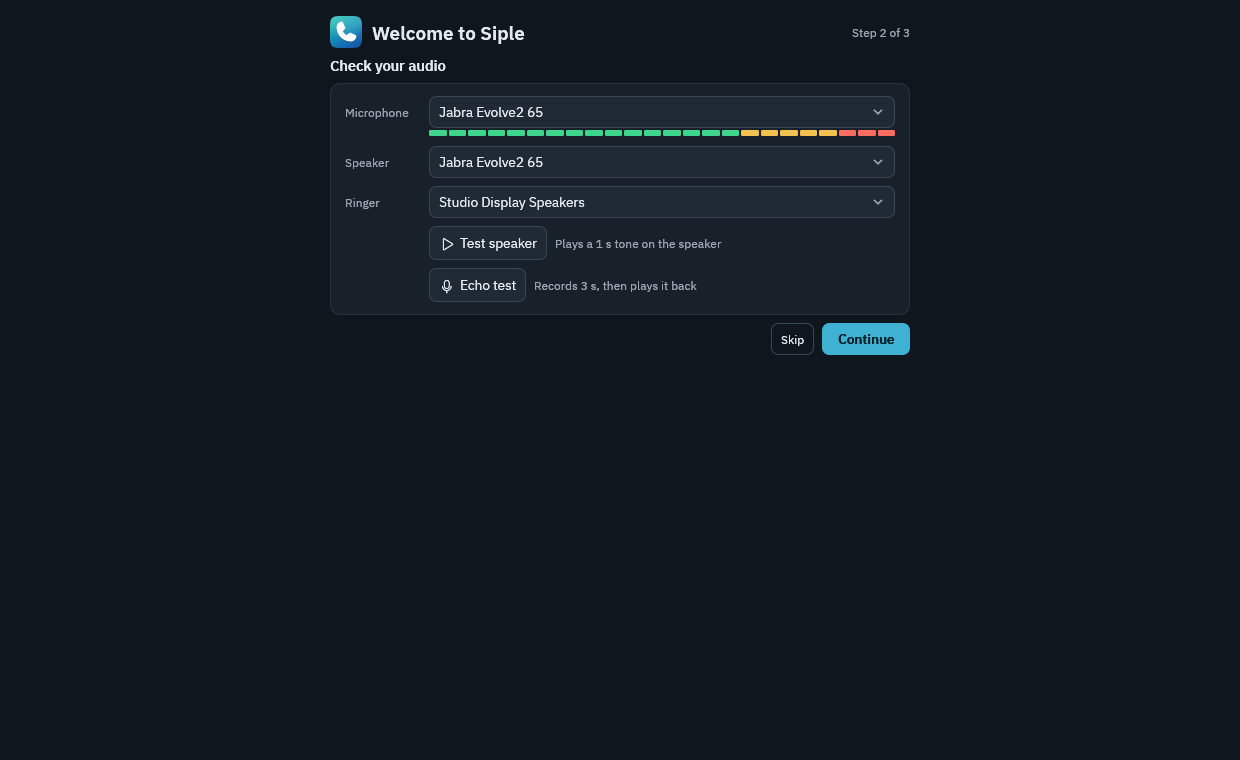 Welcome to Siple
Step 2 of 3
Check your audio
Microphone
Jabra Evolve2 65
Speaker
Jabra Evolve2 65
Ringer
Studio Display Speakers
Test speaker
Plays a 1 s tone on the speaker
Echo test
Records 3 s, then plays it back
Skip
Continue